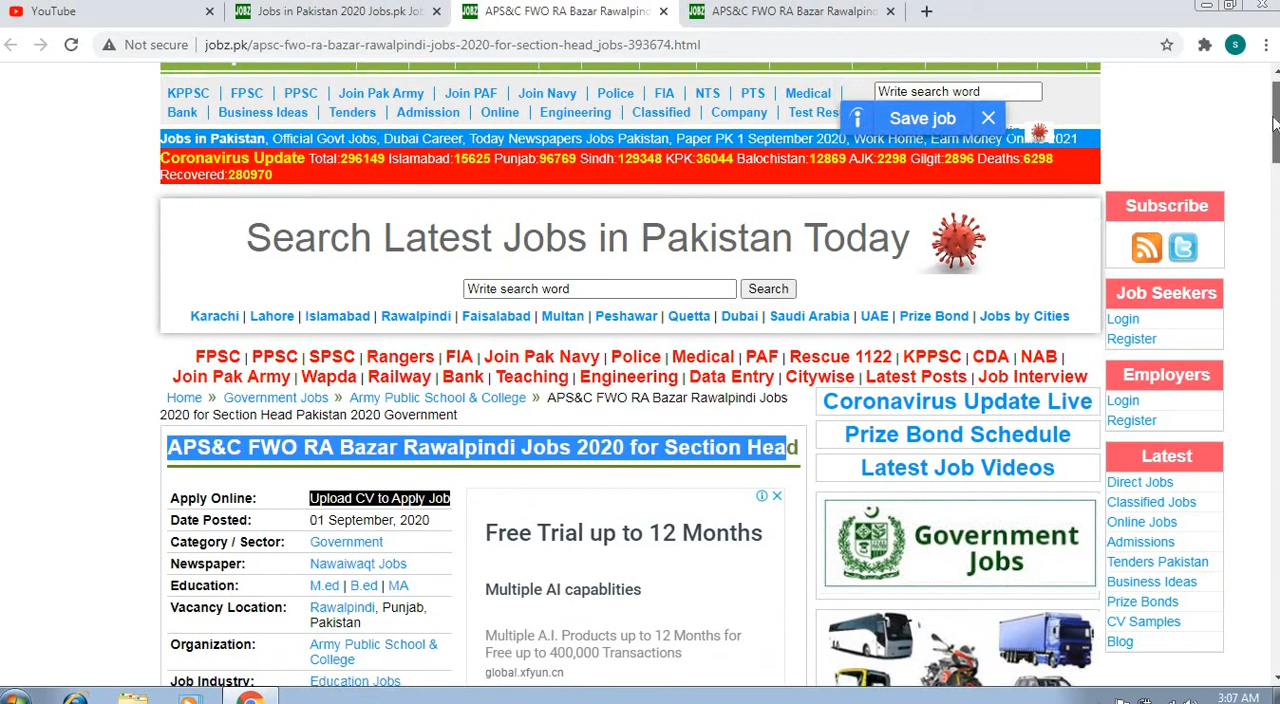 YouTube
Jobs in Pakistan 2020 Jobs.pk Jol
APS&C FWO RA Bazar Rawalpind
APS&C FWO RA Bazar Rawalpin
Not secure jobz.pk/apsc-fwo-ra-bazar-rawalpindi-jobs-2020-for-section-head_jobs-393674.html
S
KPPSC | FPSC | PPSC | Join Pak Army | Join PAF | Join Navy | Police | FIA | NTS | PTS | Medical |
Write search word
Bank | Business Ideas | Tenders | Admission | Online | Engineering | Classified | Company | Test Res
Save job
Jobs in Pakistan, Official Govt Jobs, Dubai Career, Today Newspapers Jobs Pakistan, Paper PK 1 September 2020, Work Home, Earn Money Online 2021
Coronavirus Update Total:296149 Islamabad:15625 Punjab:96769 Sindh:129348 KPK:36044 Balochistan:12869 AJK:2298 Gilgit:2896 Deaths:6298
Recovered:280970
Search Latest Jobs in Pakistan Today
Write search word Search
Karachi | Lahore | Islamabad | Rawalpindi | Faisalabad | Multan | Peshawar | Quetta | Dubai | Saudi Arabia | UAE | Prize Bond | Jobs by Cities
FPSC | PPSC | SPSC | Rangers | FIA | Join Pak Navy | Police | Medical | PAF | Rescue 1122 | KPPSC | CDA | NAB |
Join Pak Army | Wapda | Railway | Bank | Teaching | Engineering | Data Entry | Citywise | Latest Posts | Job Interview
Home » Government Jobs » Army Public School & College » APS&C FWO RA Bazar Rawalpindi Jobs
2020 for Section Head Pakistan 2020 Government
APS&C FWO RA Bazar Rawalpindi Jobs 2020 for Section Head
Apply Online: Upload CV to Apply Job
Date Posted: 01 September, 2020
Category / Sector: Government
Newspaper: Nawaiwaqt Jobs
Education: M.ed | B.ed | MA
Vacancy Location: Rawalpindi, Punjab,
Pakistan
Organization: Army Public School &
College
Job Industry: Education Jobs
Free Trial up to 12 Months
Multiple AI capablities
Multiple A.I. Products up to 12 Months for
Free up to 400,000 Transactions
global.xfyun.cn
Coronavirus Update Live
Prize Bond Schedule
Latest Job Videos
Government
Jobs
Subscribe
Job Seekers
Login
Register
Employers
Login
Register
Latest
Direct Jobs
Classified Jobs
Online Jobs
Admissions
Tenders Pakistan
Business Ideas
Prize Bonds
CV Samples
Blog
3:07 AM